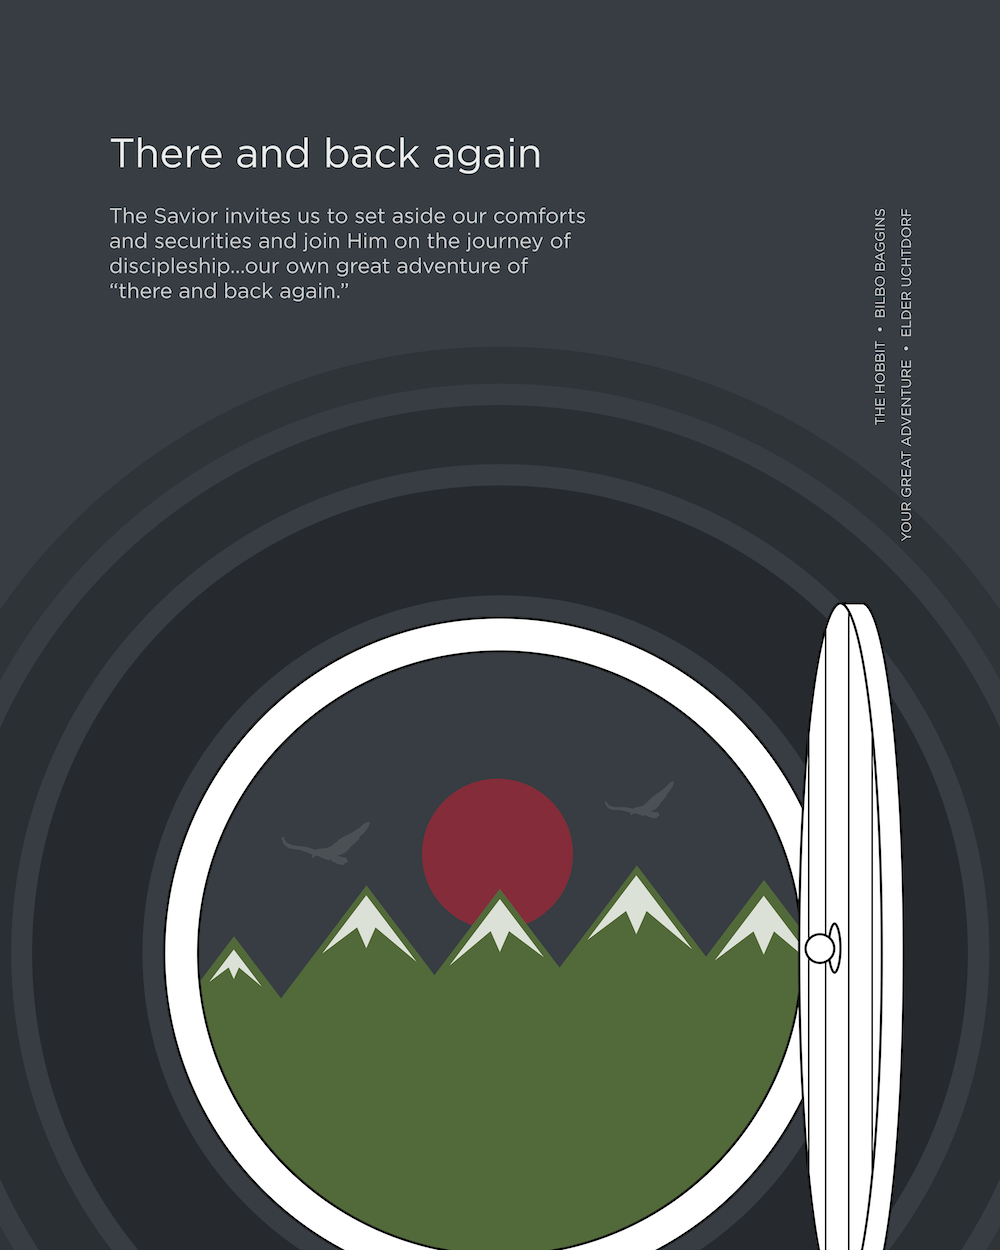 There and back again
The Savior invites us to set aside our comforts
and securities and join Him on the journey of
discipleship...our own great adventure of
“there and back again.”
THE HOBBIT • BILBO BAGGINS
YOUR GREAT ADVENTURE • ELDER UCHTDORF